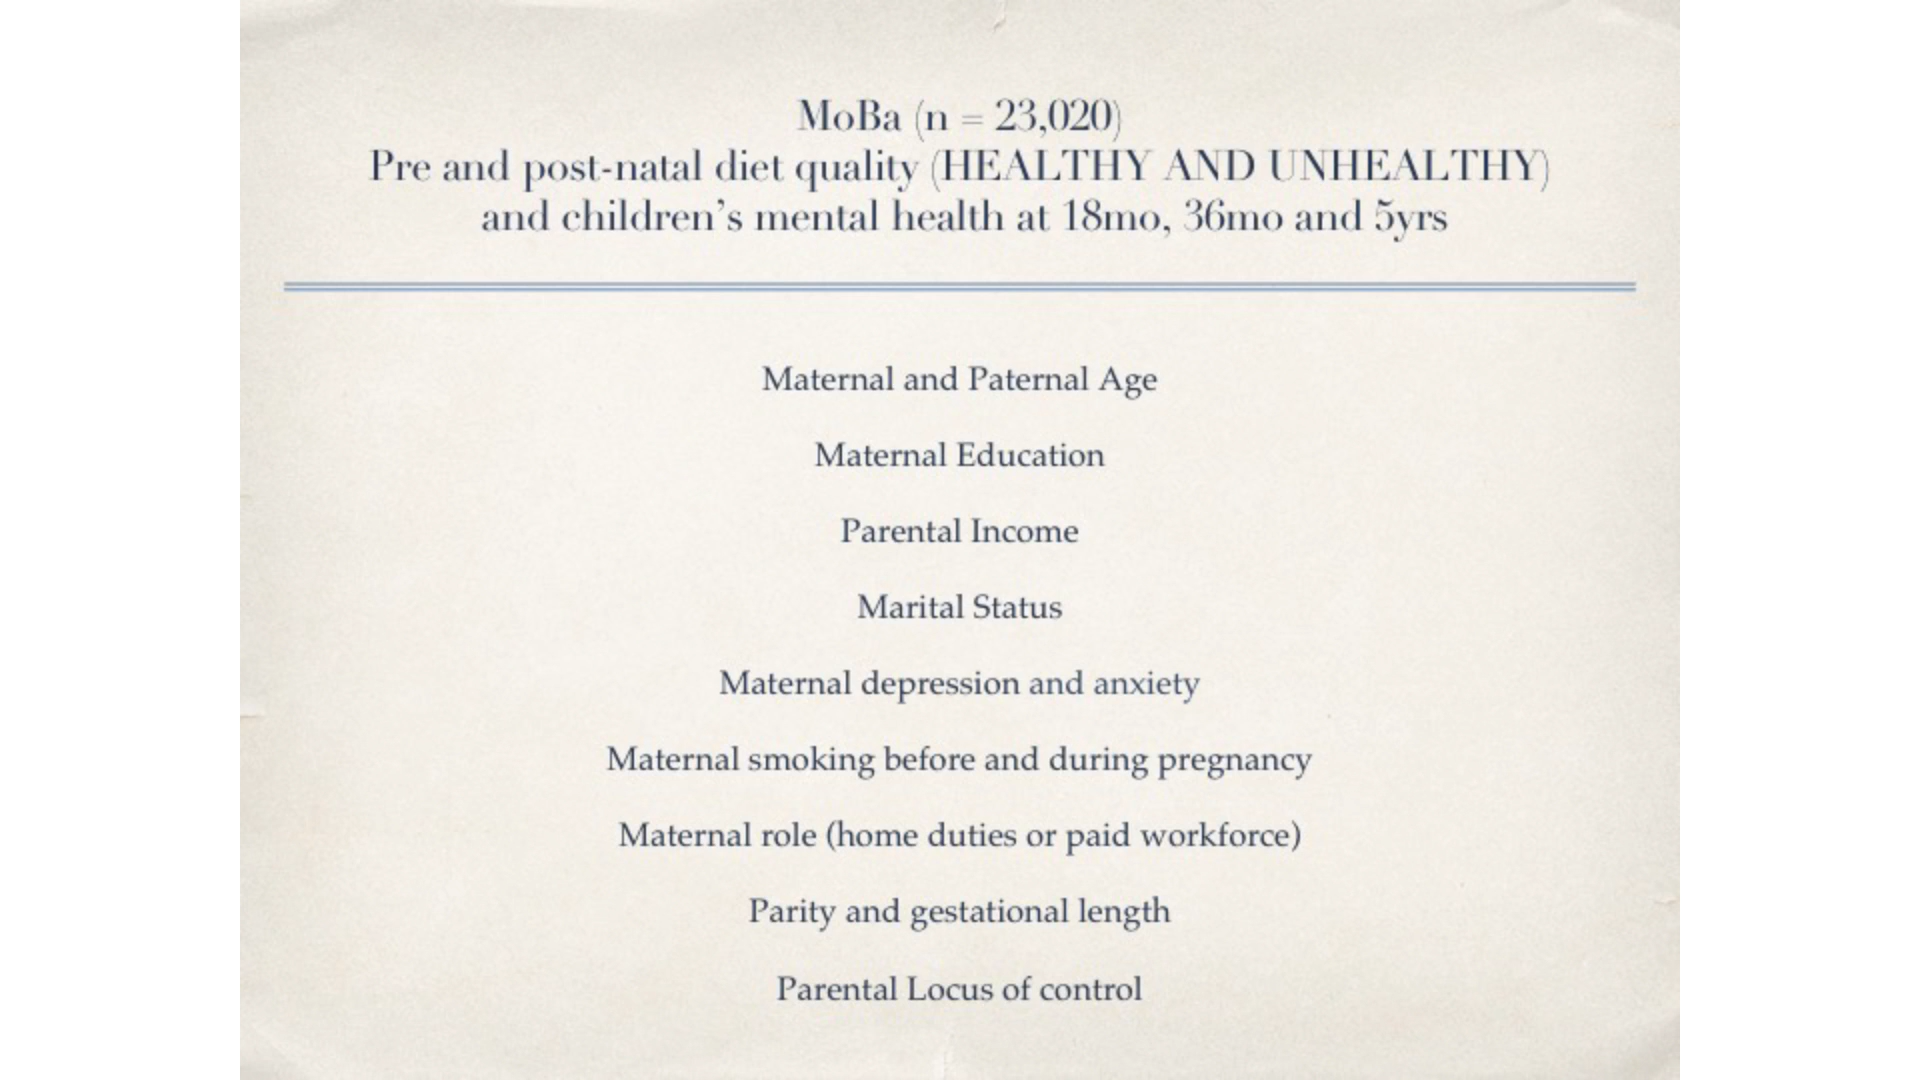 MoBa (n = 23,020)
Pre and post-natal diet quality (HEALTHY AND UNHEALTHY)
and children's mental health at 18mo, 36mo and 5yrs
Maternal and Paternal Age
Maternal Education
Parental Income
Marital Status
Maternal depression and anxiety
Maternal smoking before and during pregnancy
Maternal role (home duties or paid workforce)
Parity and gestational length
Parental Locus of control